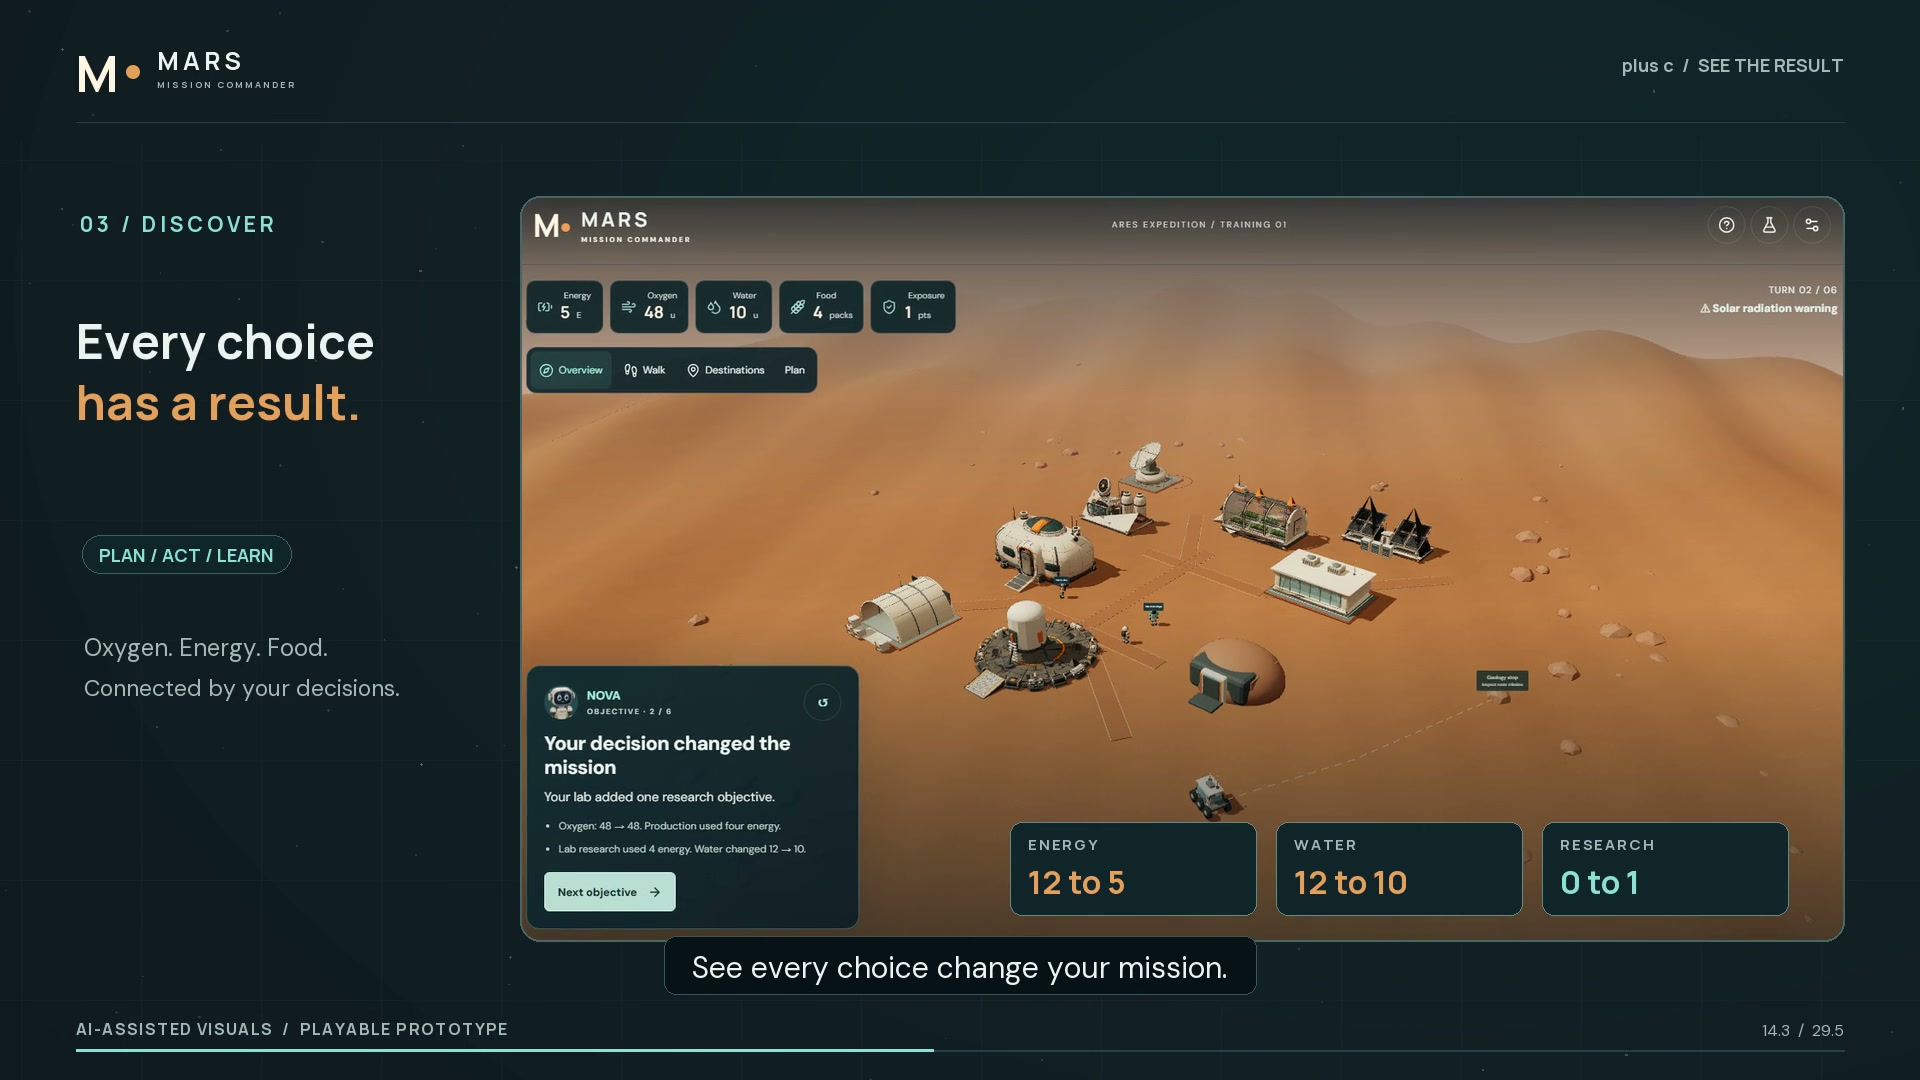 M MARS
MISSION COMMANDER
plus c / SEE THE RESULT
03 / DISCOVER
Every choice
has a result.
PLAN / ACT / LEARN
Oxygen. Energy. Food.
Connected by your decisions.
M MARS
MISSION COMMANDER
ARES EXPEDITION / TRAINING 01
Energy
5 E
Oxygen
48 u
Water
10 u
Food
4 packs
Exposure
1 pts
TURN 02 / 06
⚠ Solar radiation warning
Overview
Walk
Destinations
Plan
Geology stop
NOVA
OBJECTIVE · 2 / 6
Your decision changed the
mission
Your lab added one research objective.
• Oxygen: 48 → 48. Production used four energy.
• Lab research used 4 energy. Water changed 12 → 10.
Next objective →
ENERGY
12 to 5
WATER
12 to 10
RESEARCH
0 to 1
See every choice change your mission.
AI-ASSISTED VISUALS / PLAYABLE PROTOTYPE
14.3 / 29.5